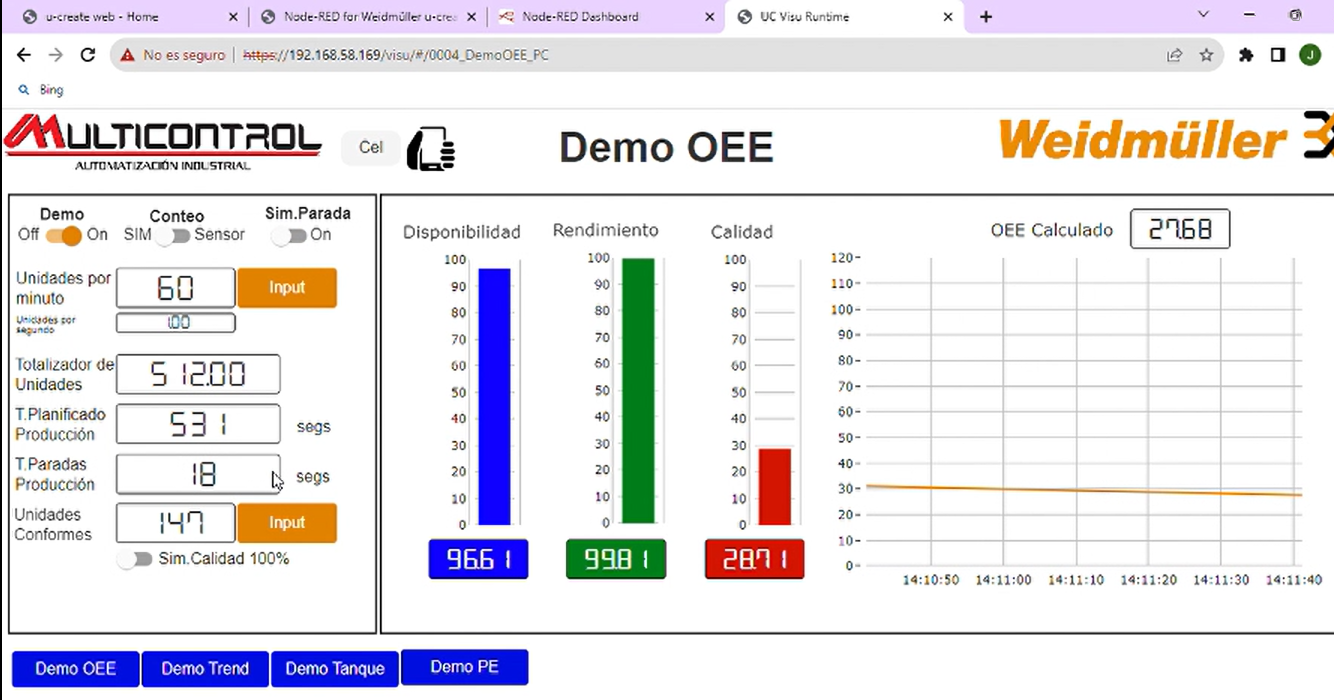 u-create web - Home
Node-RED for Weidmüller u-crea
Node-RED Dashboard
UC Visu Runtime
No es seguro | https://192.168.58.169/visu/#/0004_DemoOEE_PC
J
Bing
MULTICONTROL
AUTOMATIZACIÓN INDUSTRIAL
Cel
Demo OEE
Weidmüller
Demo
Off On
Conteo
SIM Sensor
Sim.Parada
On
Unidades por minuto
60
Input
Unidades por segundo
1.00
Totalizador de Unidades
512.00
T.Planificado Producción
531
segs
T.Paradas Producción
18
segs
Unidades Conformes
147
Input
Sim.Calidad 100%
Disponibilidad
100
90
80
70
60
50
40
30
20
10
0
96.61
Rendimiento
100
90
80
70
60
50
40
30
20
10
0
99.81
Calidad
100
90
80
70
60
50
40
30
20
10
0
28.71
OEE Calculado
27.68
120
110
100
90
80
70
60
50
40
30
20
10
0
14:10:50 14:11:00 14:11:10 14:11:20 14:11:30 14:11:40
Demo OEE
Demo Trend
Demo Tanque
Demo PE